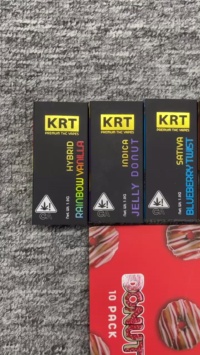 KRT
PREMIUM THC VAPES
HYBRID
RAINBOW VANILLA
KRT
PREMIUM THC VAPES
INDICA
JELLY DONUT
KRT
PREMIUM THC VAPES
SATIVA
BLUEBERRY TWIST
DONUT
10 PACK